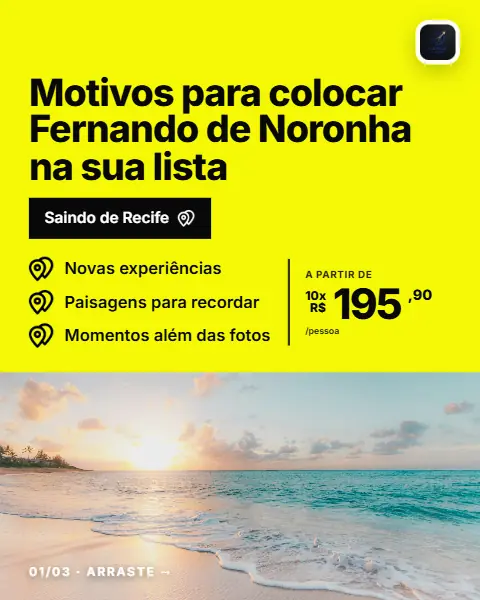 Motivos para colocar
Fernando de Noronha
na sua lista
Saindo de Recife
Novas experiências
Paisagens para recordar
Momentos além das fotos
A PARTIR DE
10x
R$ 195 ,90
/pessoa
01/03 · ARRASTE →